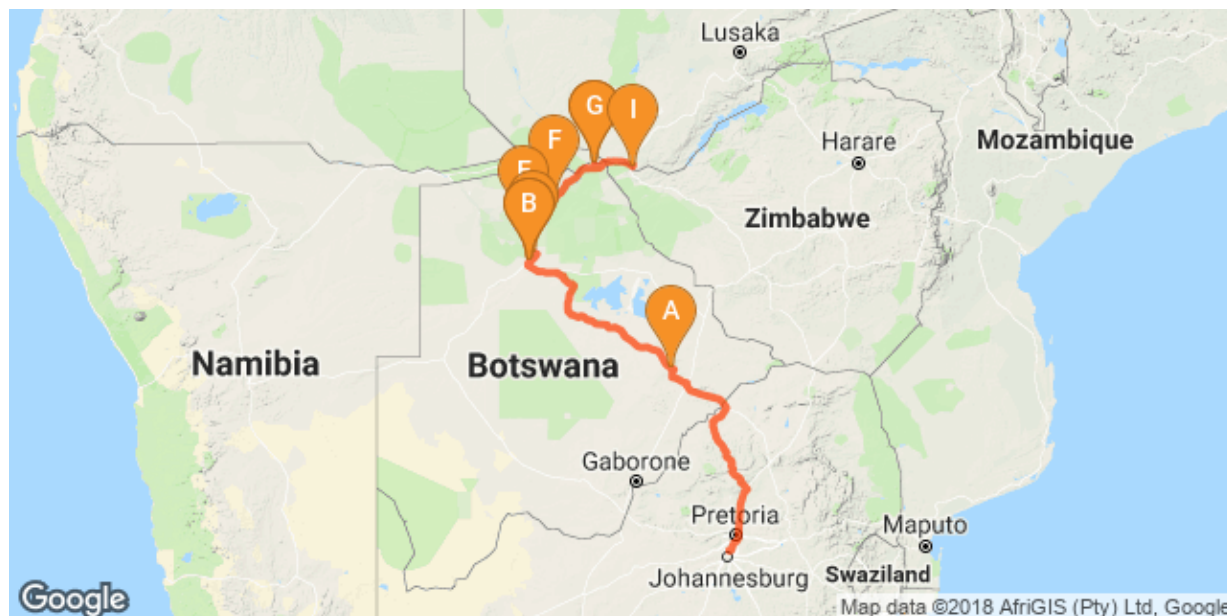 Lusaka
G
I
F
Harare
Mozambique
E
B
Zimbabwe
A
Namibia
Botswana
Gaborone
Pretoria
Maputo
Johannesburg
Swaziland
Google
Map data ©2018 AfriGIS (Pty) Ltd, Google